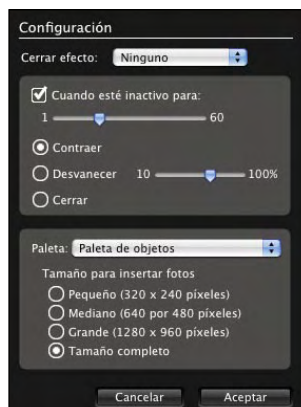 Configuración
Cerrar efecto: Ninguno
Cuando esté inactivo para:
1 60
Contraer
Desvanecer 10 100%
Cerrar
Paleta: Paleta de objetos
Tamaño para insertar fotos
Pequeño (320 x 240 píxeles)
Mediano (640 por 480 píxeles)
Grande (1280 x 960 píxeles)
Tamaño completo
Cancelar Aceptar